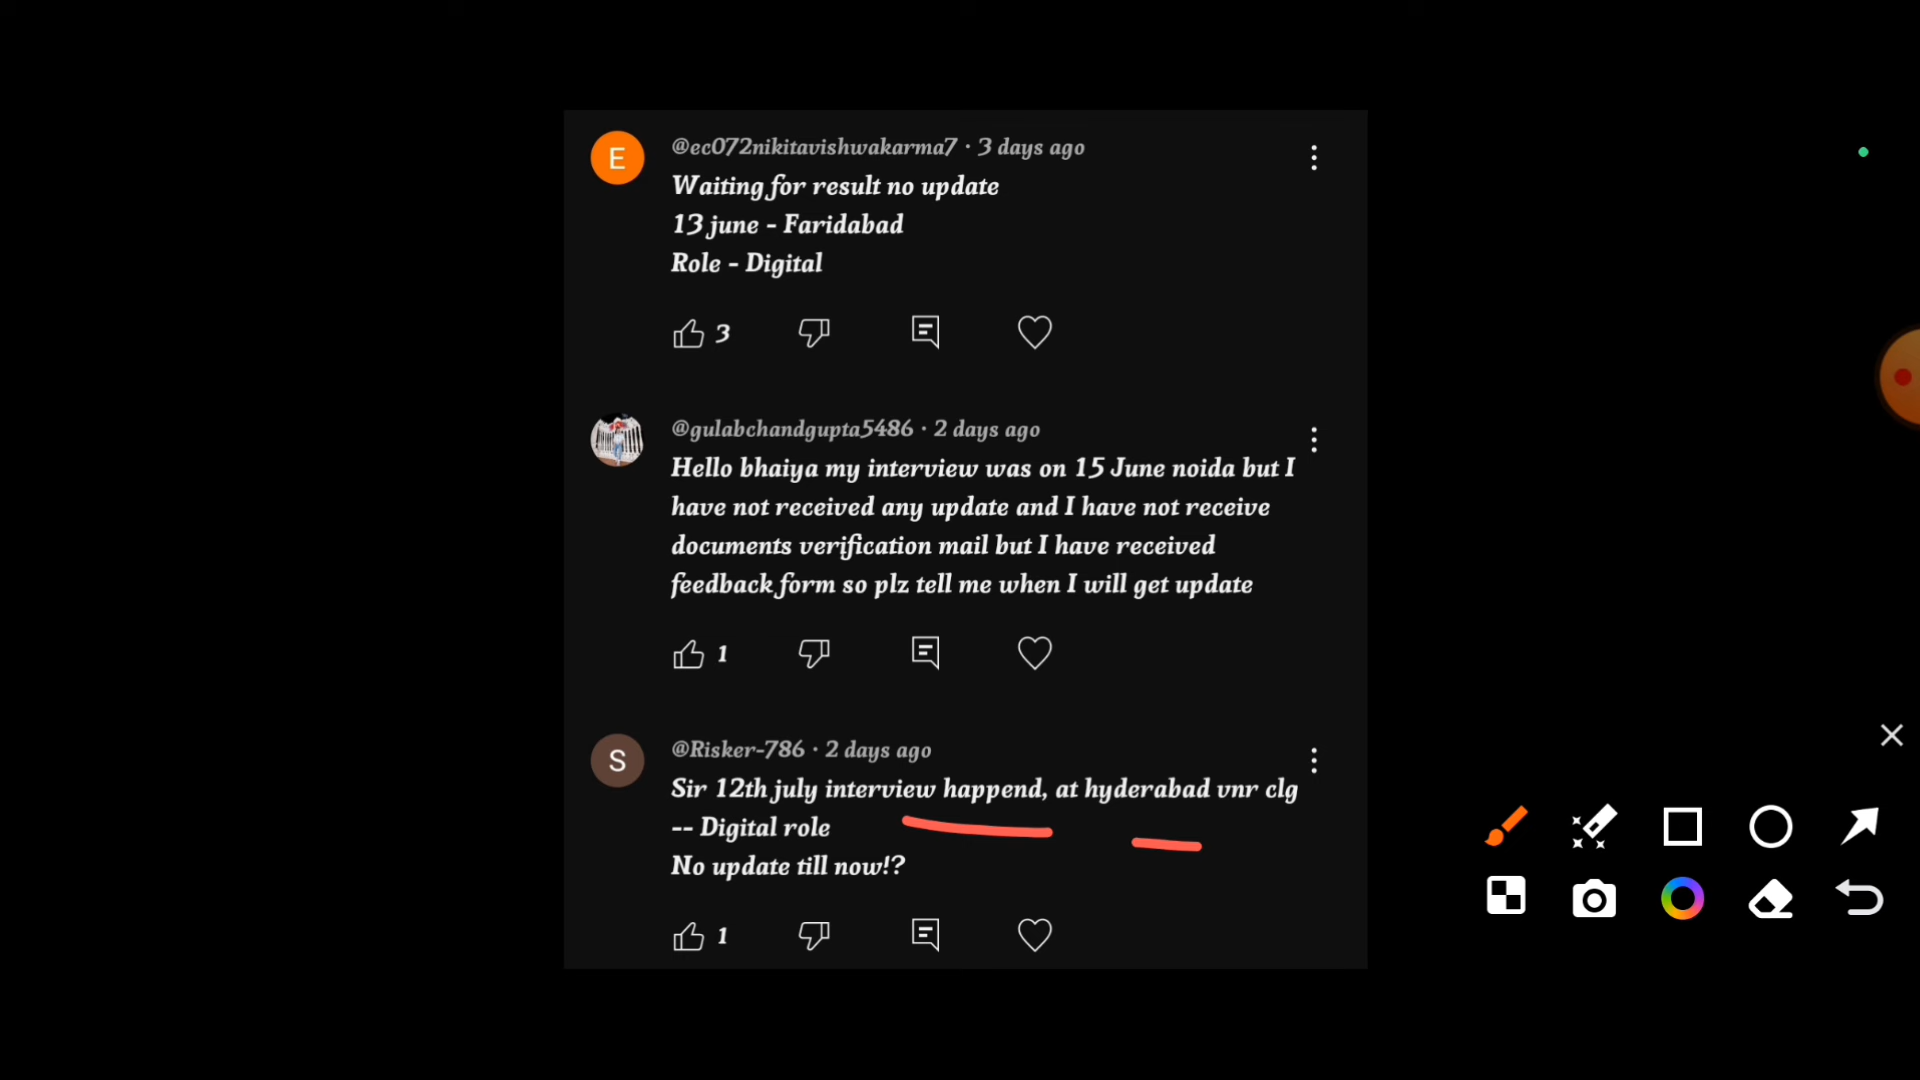 E
@ec072nikitavishwakarma7 · 3 days ago
Waiting for result no update
13 june - Faridabad
Role - Digital
3
@gulabchandgupta5486 · 2 days ago
Hello bhaiya my interview was on 15 June noida but I
have not received any update and I have not receive
documents verification mail but I have received
feedback form so plz tell me when I will get update
1
S
@Risker-786 · 2 days ago
Sir 12th july interview happend, at hyderabad vnr clg
-- Digital role
No update till now!?
1